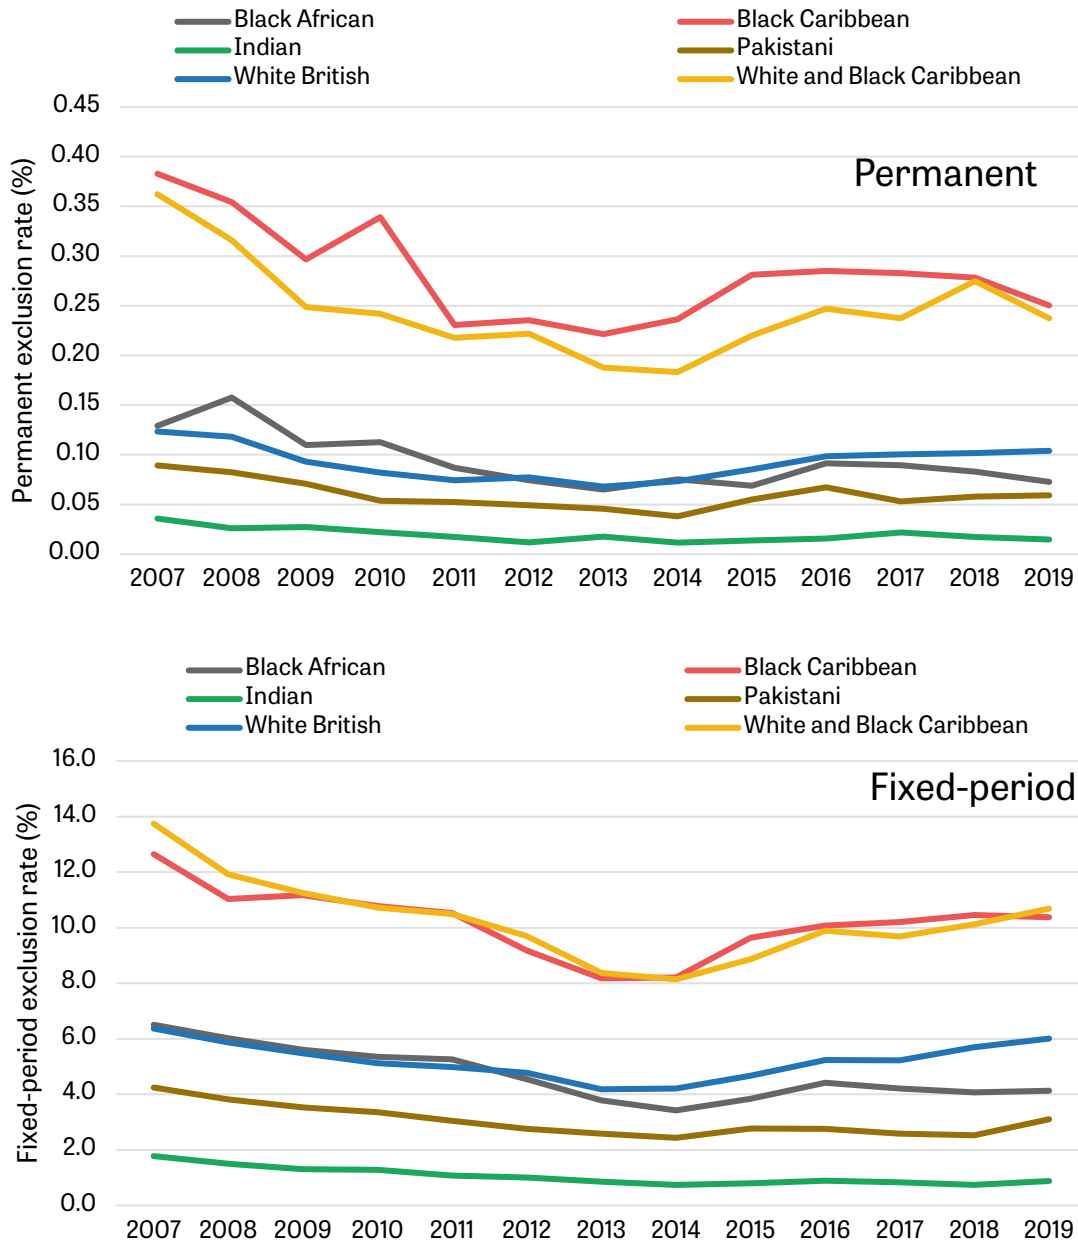 Black African Black Caribbean
Indian Pakistani
White British White and Black Caribbean
Permanent exclusion rate (%)
0.45
0.40
Permanent
0.35
0.30
0.25
0.20
0.15
0.10
0.05
0.00
2007 2008 2009 2010 2011 2012 2013 2014 2015 2016 2017 2018 2019
Black African Black Caribbean
Indian Pakistani
White British White and Black Caribbean
Fixed-period exclusion rate (%)
16.0
Fixed-period
14.0
12.0
10.0
8.0
6.0
4.0
2.0
0.0
2007 2008 2009 2010 2011 2012 2013 2014 2015 2016 2017 2018 2019